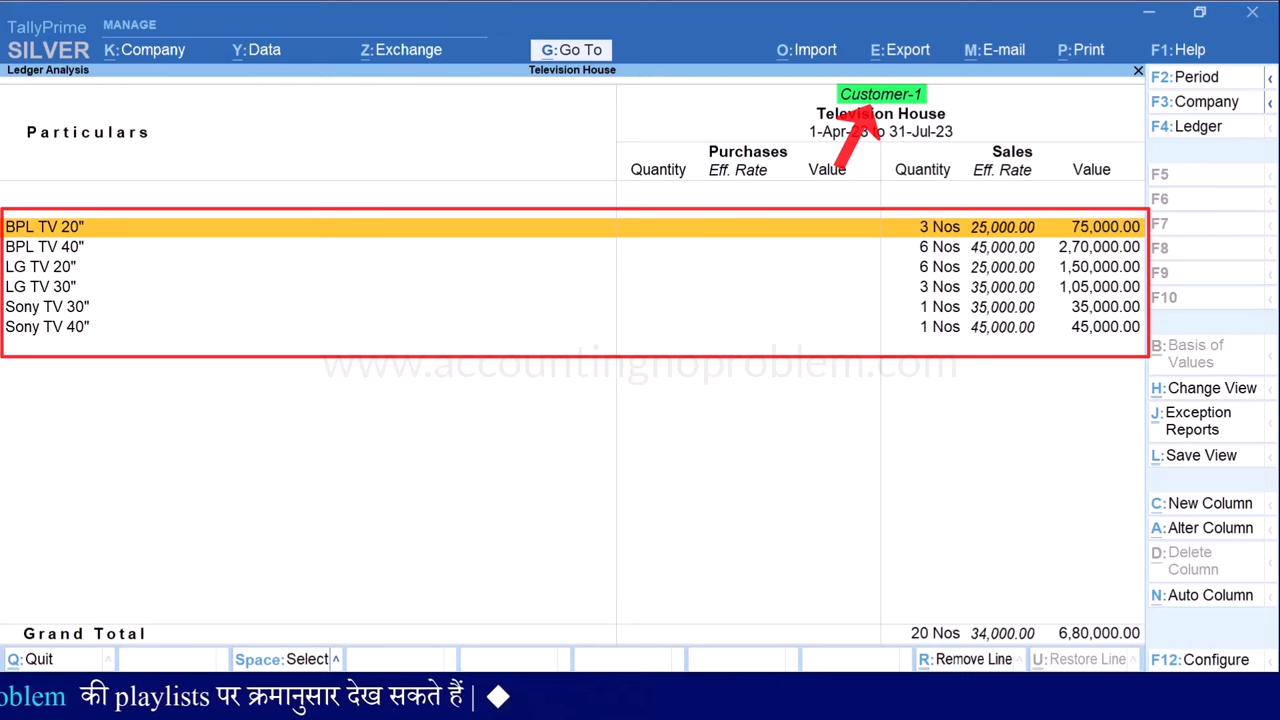 TallyPrime
SILVER
MANAGE
K:Company Y:Data Z:Exchange G:Go To O:Import E:Export M:E-mail P:Print F1:Help
Ledger Analysis Television House
F2:Period
F3:Company
F4:Ledger
F5
F6
F7
F8
F9
F10
B:Basis of
Values
H:Change View
J:Exception
Reports
L:Save View
C:New Column
A:Alter Column
D:Delete
Column
N:Auto Column
F12:Configure
Particulars
Customer-1
Television House
1-Apr-23 to 31-Jul-23
Purchases Sales
Quantity Eff. Rate Value Quantity Eff. Rate Value
BPL TV 20" 3 Nos 25,000.00 75,000.00
BPL TV 40" 6 Nos 45,000.00 2,70,000.00
LG TV 20" 6 Nos 25,000.00 1,50,000.00
LG TV 30" 3 Nos 35,000.00 1,05,000.00
Sony TV 30" 1 Nos 35,000.00 35,000.00
Sony TV 40" 1 Nos 45,000.00 45,000.00
www.accountingnoproblem.com
Grand Total 20 Nos 34,000.00 6,80,000.00
Q:Quit Space:Select R:Remove Line U:Restore Line
oblem की playlists पर क्रमानुसार देख सकते हैं |